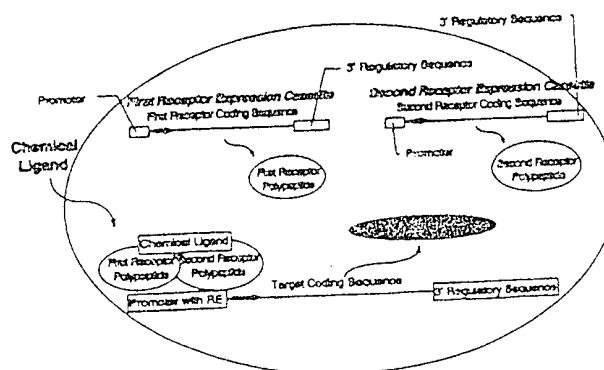 3' Regulatory Sequence
3' Regulatory Sequence
First Receptor Expression Cassette
First Receptor Coding Sequence
Second Receptor Expression Cassette
Second Receptor Coding Sequence
Promoter
Promoter
Chemical
Ligand
First Receptor
Polypeptide
Second Receptor
Polypeptide
Chemical Ligand
First Receptor
Polypeptide
Second Receptor
Polypeptide
Promoter with RE
Target Coding Sequence
3' Regulatory Sequence